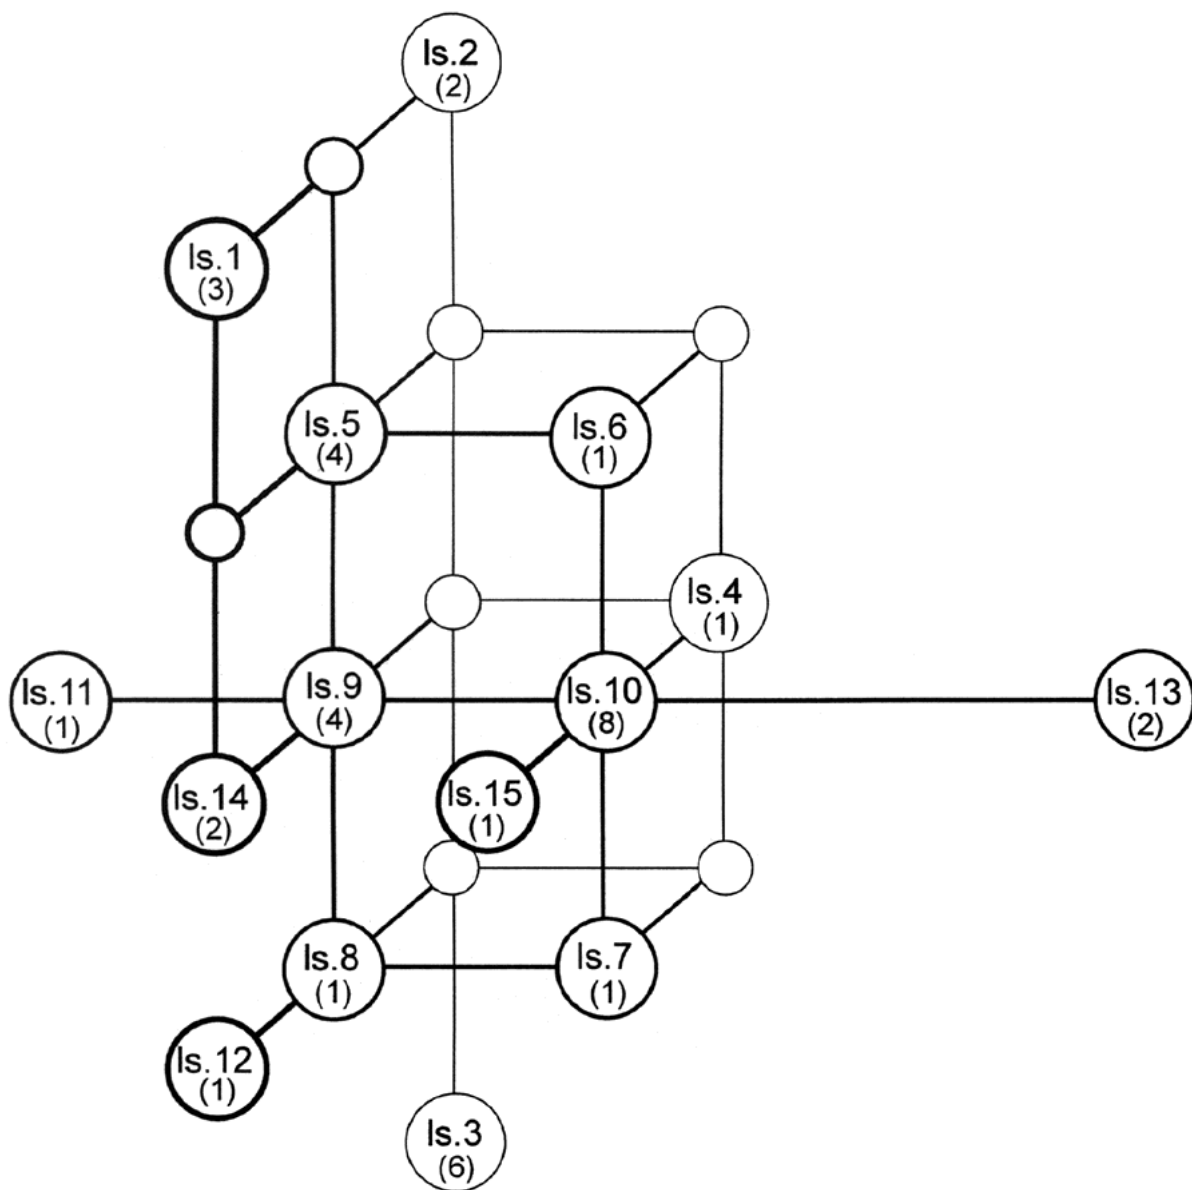 Is.2
(2)
Is.1
(3)
Is.5
(4)
Is.6
(1)
Is.4
(1)
Is.11
(1)
Is.9
(4)
Is.10
(8)
Is.13
(2)
Is.14
(2)
Is.15
(1)
Is.8
(1)
Is.7
(1)
Is.12
(1)
Is.3
(6)